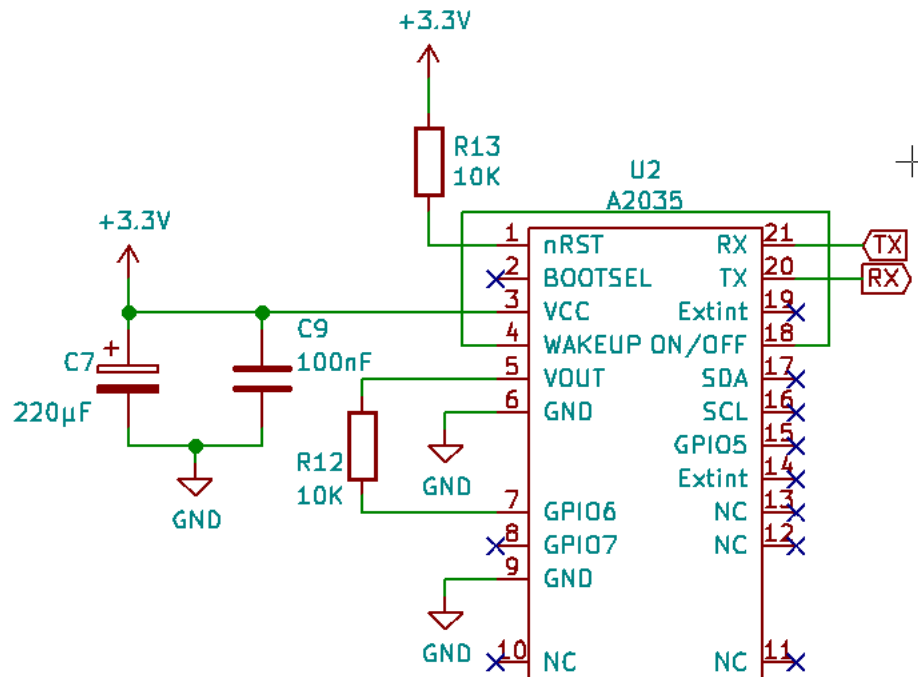 +3.3V
R13
10K
U2
A2035
+3.3V
1 nRST RX 21 TX
2 BOOTSEL TX 20 RX
3 VCC Extint 19
4 WAKEUP ON/OFF 18
C9
100nF
C7 +
220µF
5 VOUT SDA 17
6 GND SCL 16
GPIO5 15
R12
10K
GND
Extint 14
GND
7 GPIO6 NC 13
8 GPIO7 NC 12
9 GND
GND
10 NC NC 11